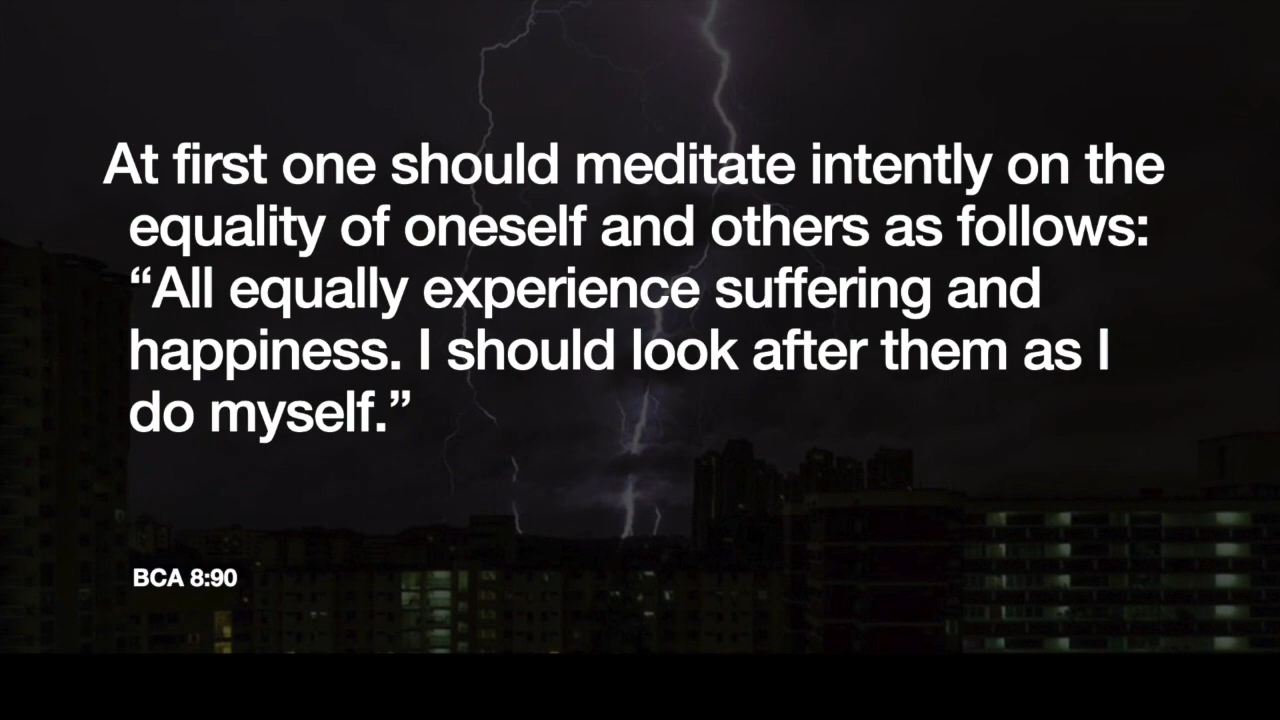 At first one should meditate intently on the
equality of oneself and others as follows:
“All equally experience suffering and
happiness. I should look after them as I
do myself.”
BCA 8:90